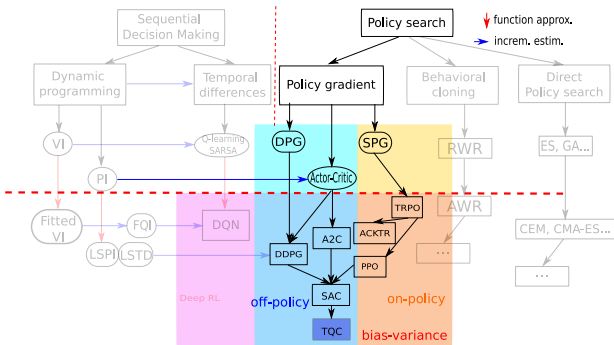 Sequential
Decision Making
Policy search
function approx.
increm. estim.
Dynamic
programming
Temporal
differences
Policy gradient
Behavioral
cloning
Direct
Policy search
VI
Q-learning
SARSA
DPG
SPG
RWR
ES, GA...
PI
Actor-Critic
Fitted
VI
FQI
DQN
TRPO
AWR
LSPI
LSTD
DDPG
A2C
ACKTR
PPO
...
CEM, CMA-ES...
...
Deep RL:
off-policy
SAC
on-policy
TQC
bias-variance